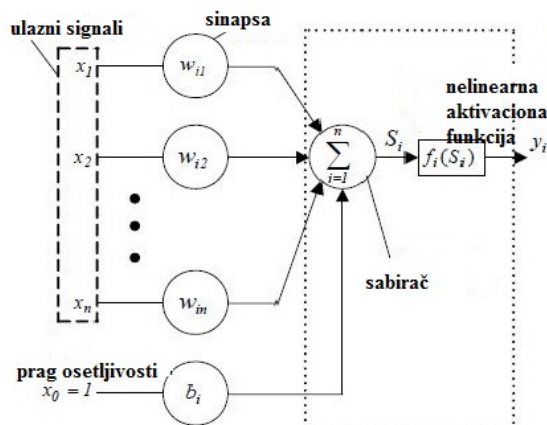 ulazni signali
sinapsa
x1
wi1
nelinearna
aktivaciona
funkcija
x2
wi2
n
∑
i=1
Si
fi(Si)
yi
sabirač
xn
win
prag osetljivosti
x0 = 1
bi